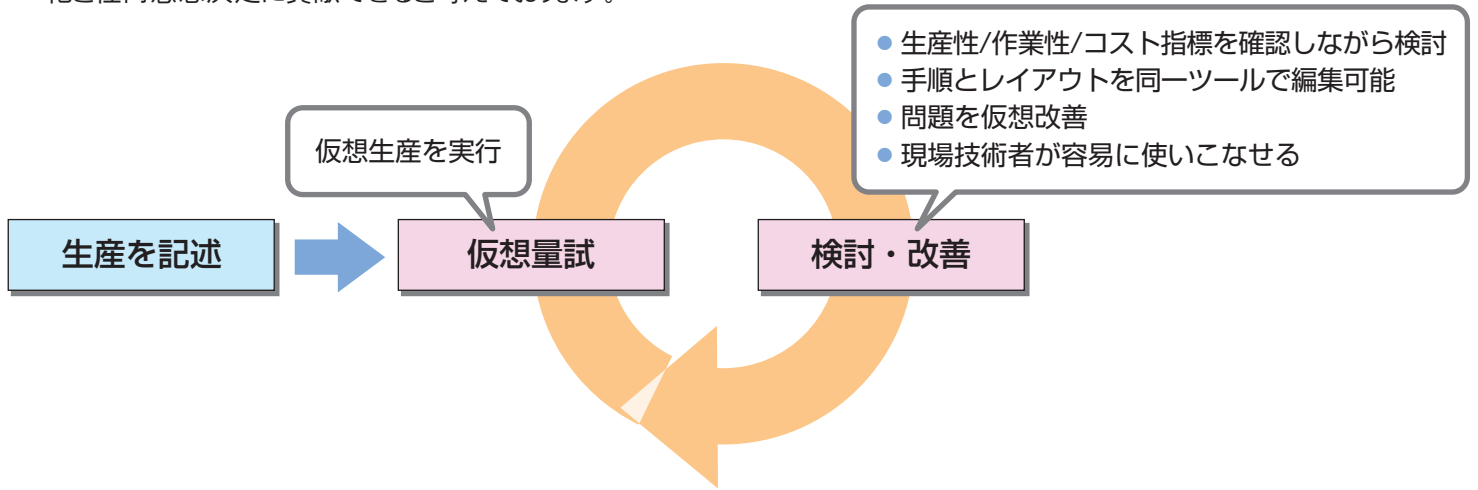 ● 生産性/作業性/コスト指標を確認しながら検討
● 手順とレイアウトを同一ツールで編集可能
● 問題を仮想改善
● 現場技術者が容易に使いこなせる
仮想生産を実行
生産を記述
仮想量試
検討・改善